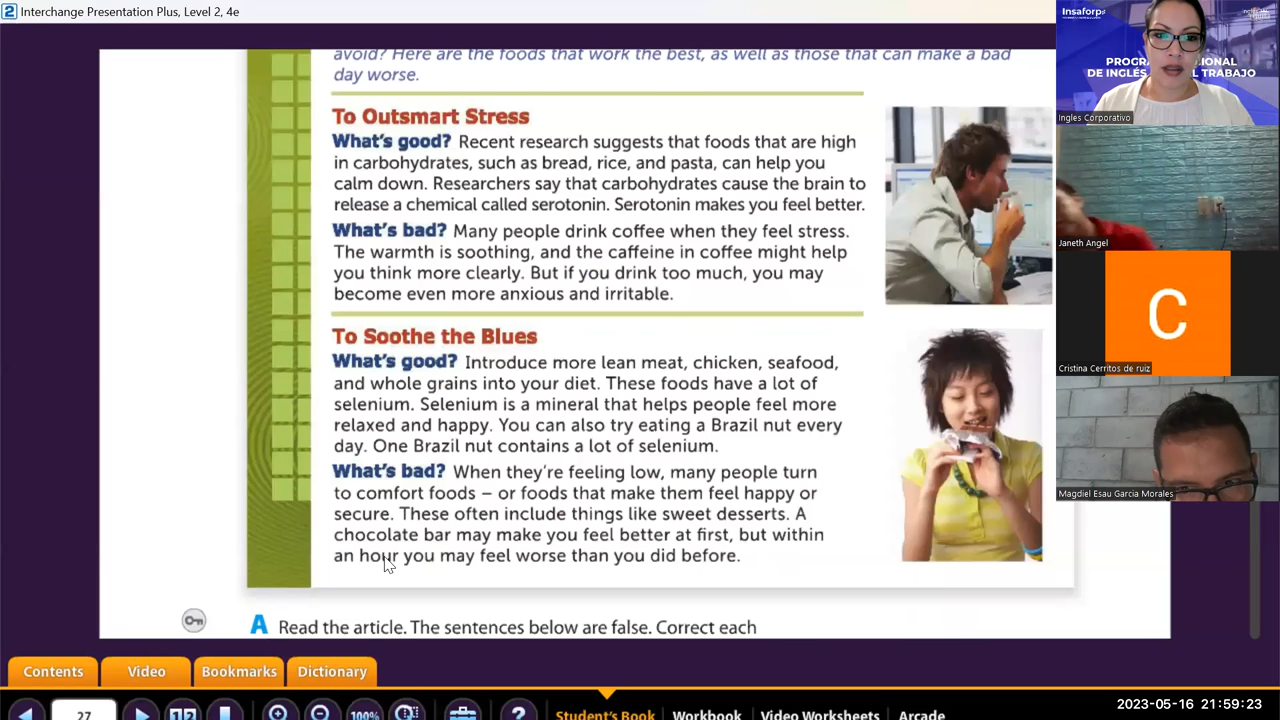 Interchange Presentation Plus, Level 2, 4e
avoid? Here are the foods that work the best, as well as those that can make a bad
day worse.
To Outsmart Stress
What's good? Recent research suggests that foods that are high
in carbohydrates, such as bread, rice, and pasta, can help you
calm down. Researchers say that carbohydrates cause the brain to
release a chemical called serotonin. Serotonin makes you feel better.
What's bad? Many people drink coffee when they feel stress.
The warmth is soothing, and the caffeine in coffee might help
you think more clearly. But if you drink too much, you may
become even more anxious and irritable.
To Soothe the Blues
What's good? Introduce more lean meat, chicken, seafood,
and whole grains into your diet. These foods have a lot of
selenium. Selenium is a mineral that helps people feel more
relaxed and happy. You can also try eating a Brazil nut every
day. One Brazil nut contains a lot of selenium.
What's bad? When they're feeling low, many people turn
to comfort foods – or foods that make them feel happy or
secure. These often include things like sweet desserts. A
chocolate bar may make you feel better at first, but within
an hour you may feel worse than you did before.
A Read the article. The sentences below are false. Correct each
Contents
Video
Bookmarks
Dictionary
27
1 2
100%
?
Student's Book
Workbook
Video Worksheets
Arcade
2023-05-16 21:59:23
Insaforp
DE INGLÉS
L TRABAJO
Ingles Corporativo
Janeth Angel
C
Cristina Cerritos de ruiz
Magdiel Esau Garcia Morales